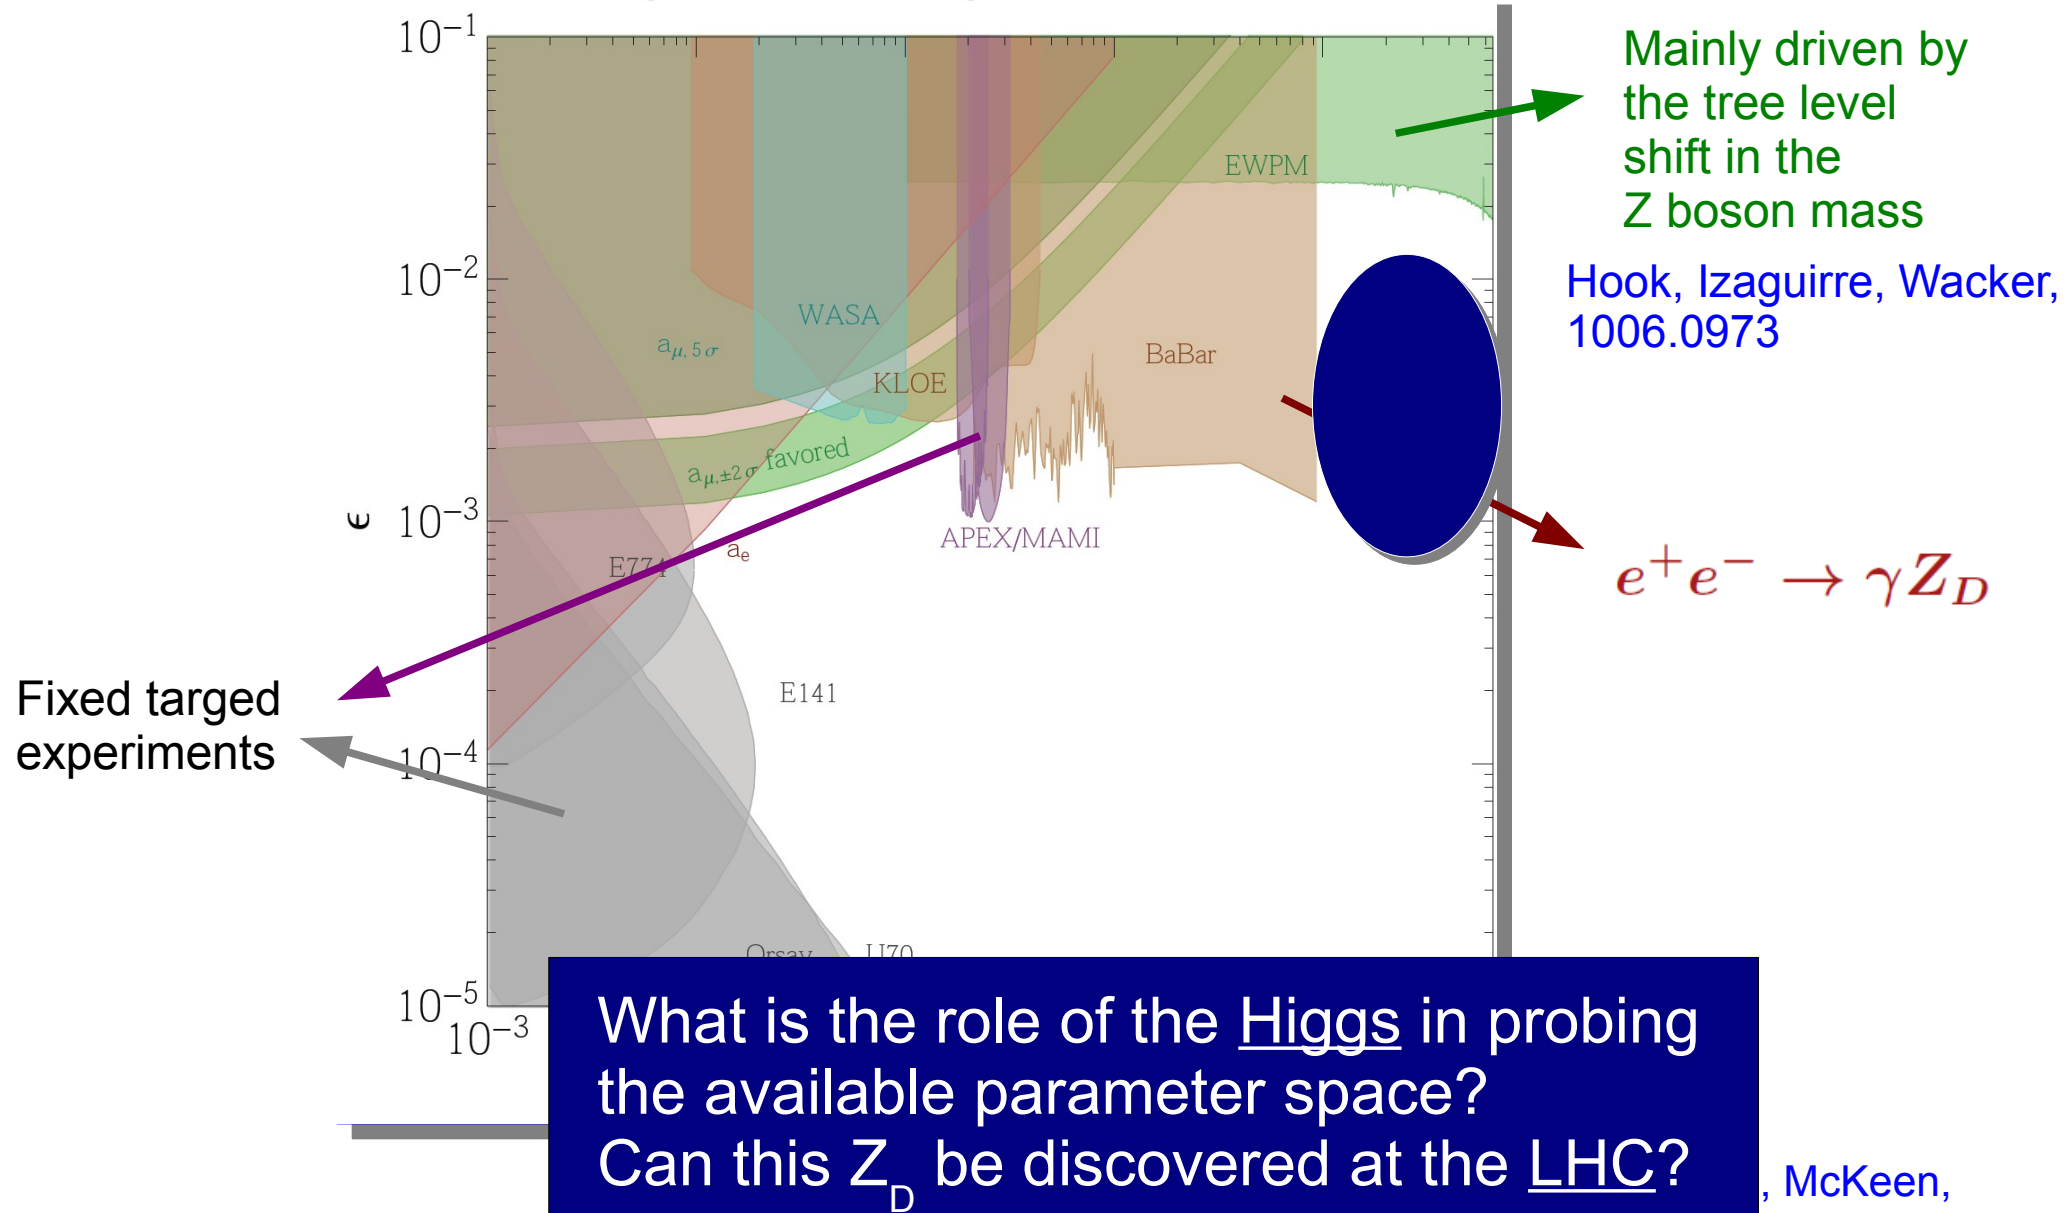 10⁻¹
Mainly driven by
the tree level
shift in the
Z boson mass
EWPM
10⁻²
Hook, Izaguirre, Wacker,
1006.0973
WASA
a_μ, 5 σ
BaBar
KLOE
a_μ,±2 σ favored
ϵ
10⁻³
APEX/MAMI
a_e
E774
e⁺e⁻ → γZ_D
Fixed targed
experiments
E141
10⁻⁴
Orsay
U70
10⁻⁵
10⁻³
What is the role of the Higgs in probing
the available parameter space?
Can this Z_D be discovered at the LHC?
, McKeen,